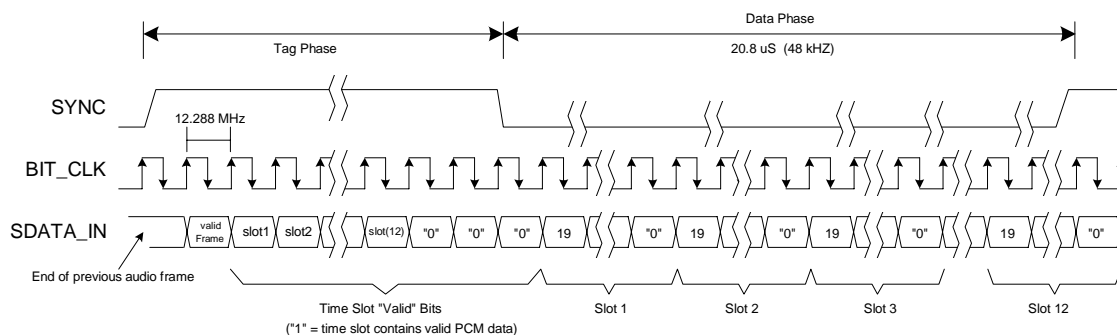 Data Phase
Tag Phase
20.8 uS (48 kHZ)
SYNC
12.288 MHz
BIT_CLK
SDATA_IN
valid
Frame
slot1
slot2
slot(12)
"0"
"0"
"0"
19
"0"
19
"0"
19
"0"
19
"0"
End of previous audio frame
Time Slot "Valid" Bits
("1" = time slot contains valid PCM data)
Slot 1
Slot 2
Slot 3
Slot 12